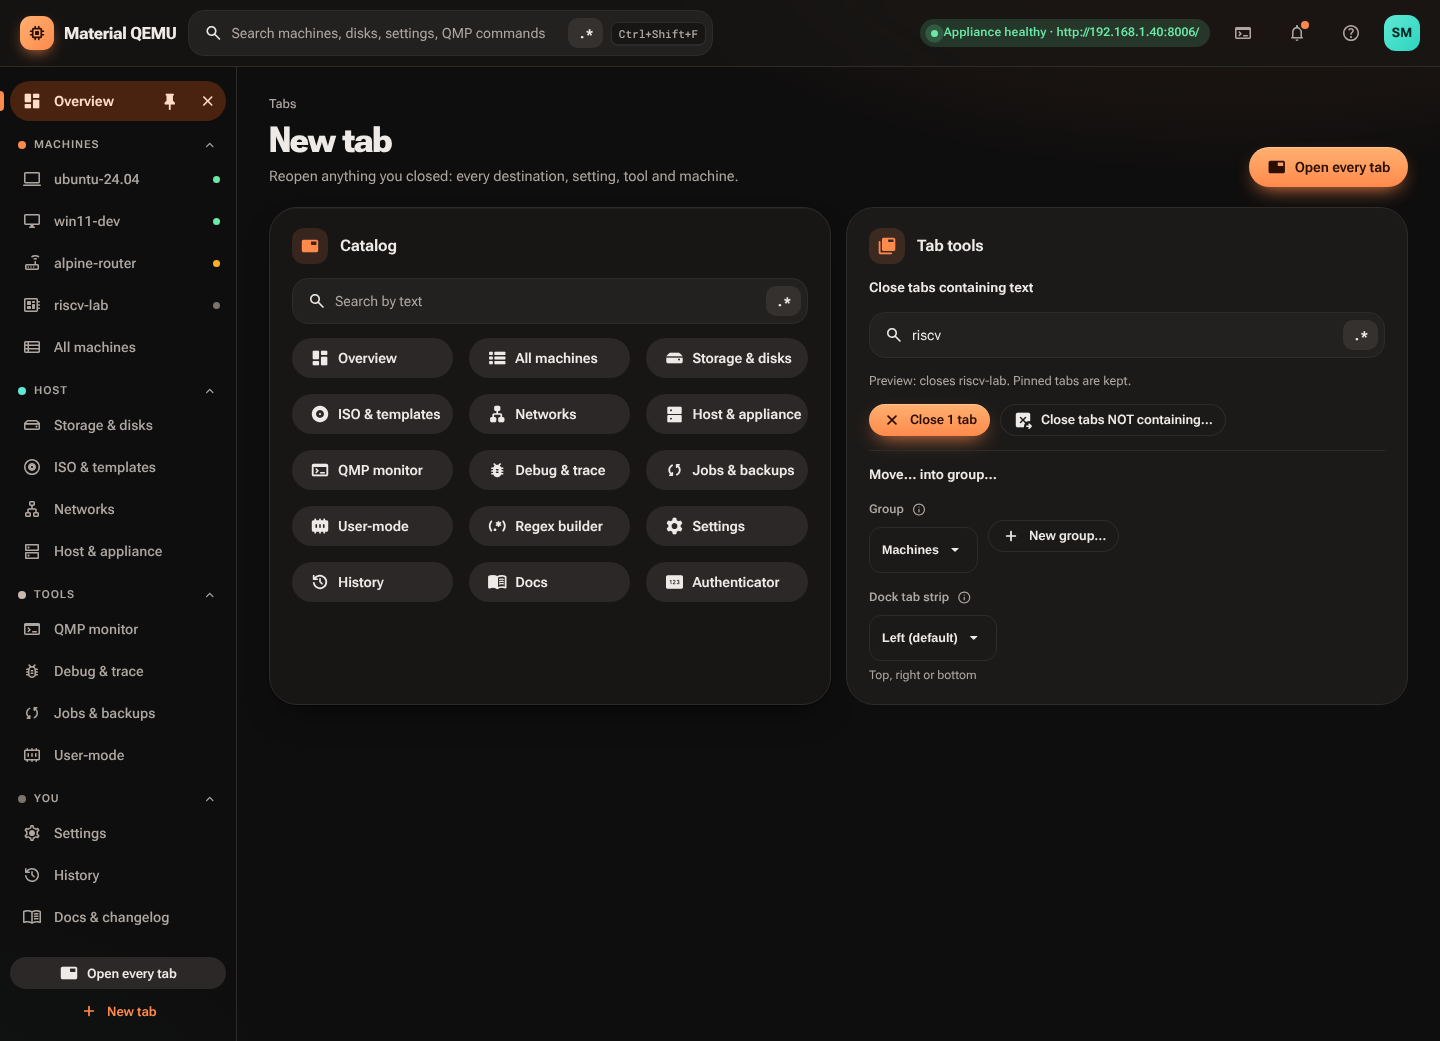 Material QEMU
Search machines, disks, settings, QMP commands
.*
Ctrl+Shift+F
Appliance healthy · http://192.168.1.40:8006/
SM
Overview
MACHINES
ubuntu-24.04
win11-dev
alpine-router
riscv-lab
All machines
HOST
Storage & disks
ISO & templates
Networks
Host & appliance
TOOLS
QMP monitor
Debug & trace
Jobs & backups
User-mode
YOU
Settings
History
Docs & changelog
Open every tab
New tab
Tabs
New tab
Reopen anything you closed: every destination, setting, tool and machine.
Open every tab
Catalog
Search by text
.*
Overview
All machines
Storage & disks
ISO & templates
Networks
Host & appliance
QMP monitor
Debug & trace
Jobs & backups
User-mode
(.*) Regex builder
Settings
History
Docs
123 Authenticator
Tab tools
Close tabs containing text
riscv
.*
Preview: closes riscv-lab. Pinned tabs are kept.
Close 1 tab
Close tabs NOT containing...
Move... into group...
Group
Machines
New group...
Dock tab strip
Left (default)
Top, right or bottom